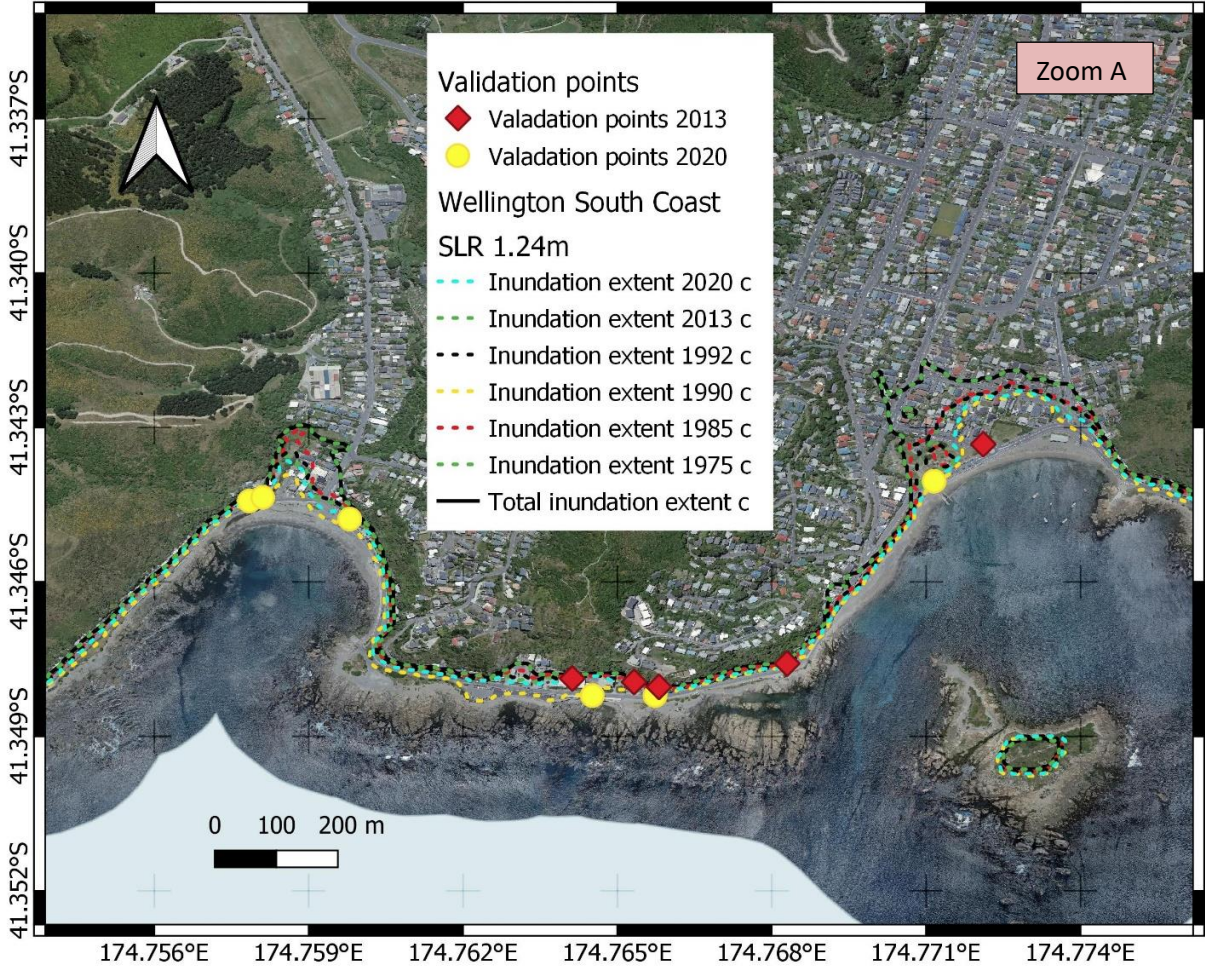 Zoom A
Validation points
Valadation points 2013
Valadation points 2020
Wellington South Coast
SLR 1.24m
Inundation extent 2020 c
Inundation extent 2013 c
Inundation extent 1992 c
Inundation extent 1990 c
Inundation extent 1985 c
Inundation extent 1975 c
Total inundation extent c
41.337°S
41.340°S
41.343°S
41.346°S
41.349°S
41.352°S
0 100 200 m
174.756°E 174.759°E 174.762°E 174.765°E 174.768°E 174.771°E 174.774°E